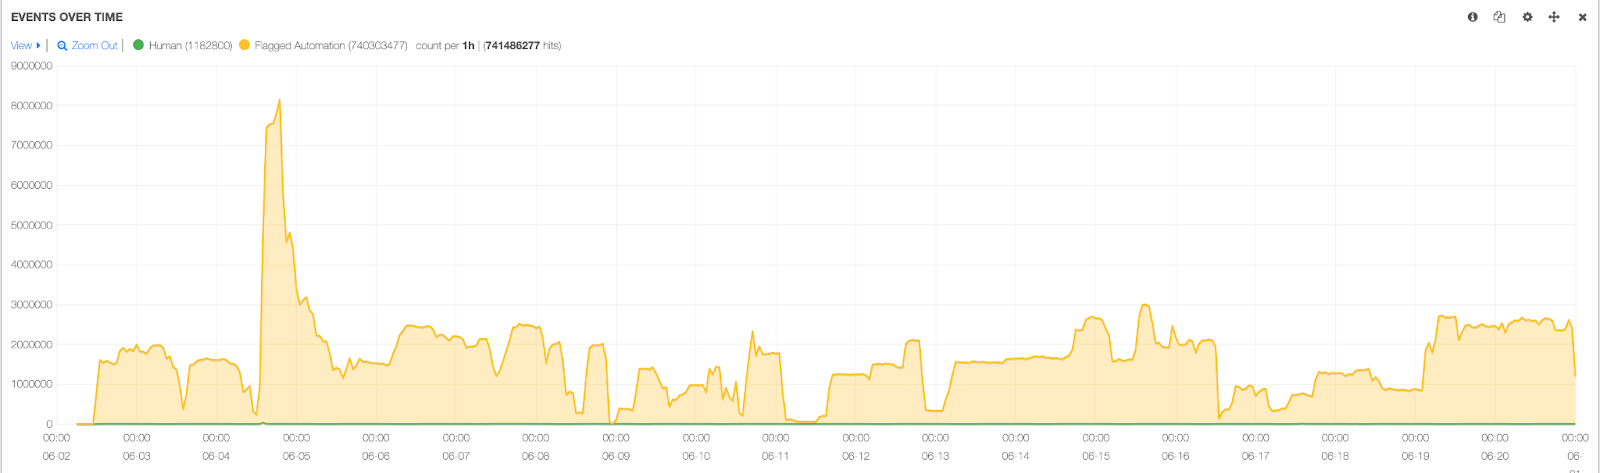 EVENTS OVER TIME
View | Zoom Out | Human (1182800) Flagged Automation (740303477) count per 1h | (741486277 hits)
9000000
8000000
7000000
6000000
5000000
4000000
3000000
2000000
1000000
0
00:00 00:00 00:00 00:00 00:00 00:00 00:00 00:00 00:00 00:00 00:00 00:00 00:00 00:00 00:00 00:00 00:00 00:00 00:00 00:00
06-02 06-03 06-04 06-05 06-06 06-07 06-08 06-09 06-10 06-11 06-12 06-13 06-14 06-15 06-16 06-17 06-18 06-19 06-20 06-